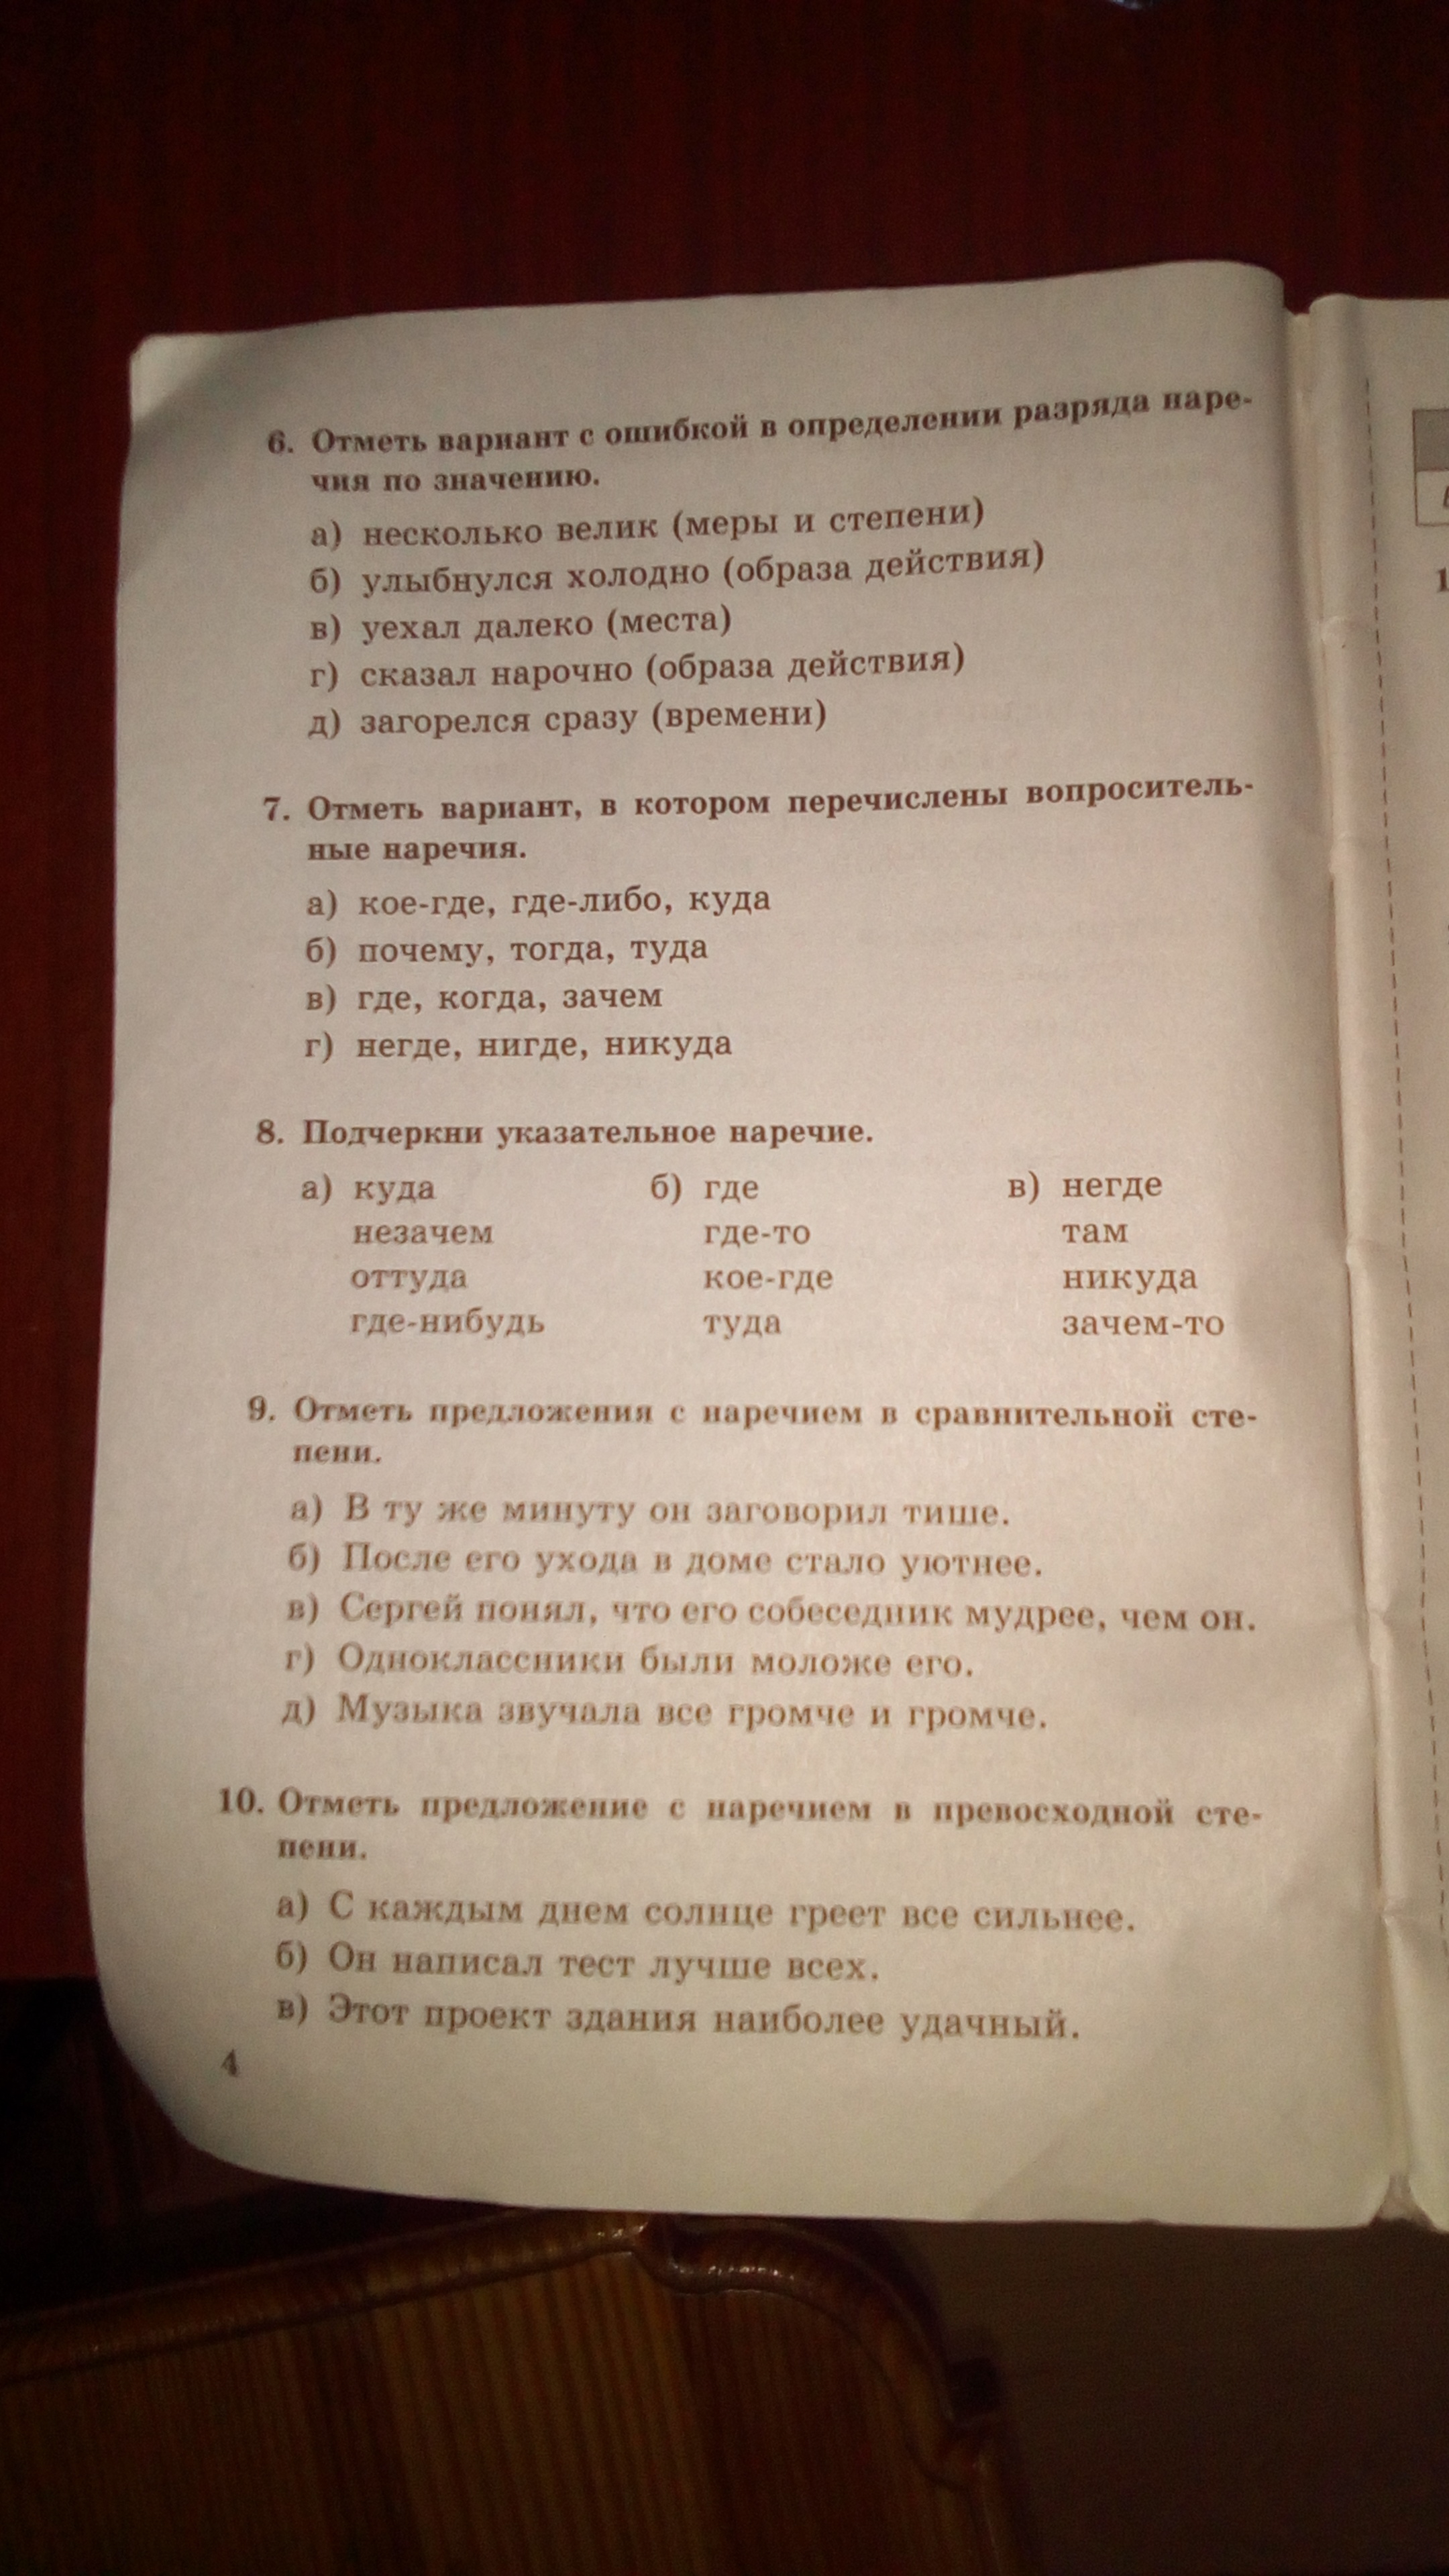 6. Отметь вариант с ошибкой в определении разряда наре-
чия по значению.
а) несколько велик (меры и степени)
б) улыбнулся холодно (образа действия)
в) уехал далеко (места)
г) сказал нарочно (образа действия)
д) загорелся сразу (времени)
7. Отметь вариант, в котором перечислены вопроситель-
ные наречия.
а) кое-где, где-либо, куда
б) почему, тогда, туда
в) где, когда, зачем
г) негде, нигде, никуда
8. Подчеркни указательное наречие.
а) куда б) где в) негде
незачем где-то там
оттуда кое-где никуда
где-нибудь туда зачем-то
9. Отметь предложения с наречием в сравнительной сте-
пени.
а) В ту же минуту он заговорил тише.
б) После его ухода в доме стало уютнее.
в) Сергей понял, что его собеседник мудрее, чем он.
г) Одноклассники были моложе его.
д) Музыка звучала все громче и громче.
10. Отметь предложение с наречием в превосходной сте-
пени.
а) С каждым днем солнце греет все сильнее.
б) Он написал тест лучше всех.
в) Этот проект здания наиболее удачный.
4